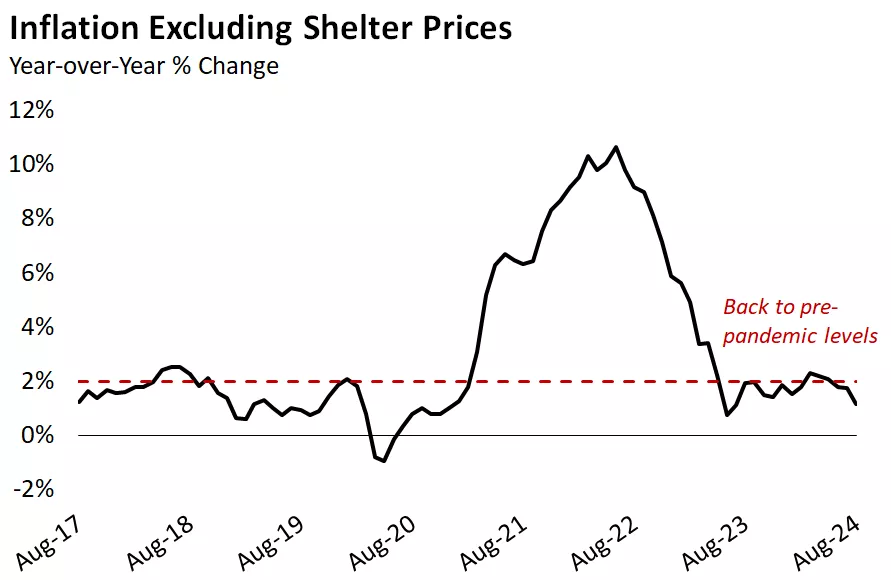 Inflation Excluding Shelter Prices
Year-over-Year % Change
12%
10%
8%
6%
4%
2%
0%
-2%
Back to pre-
pandemic levels
Aug-17
Aug-18
Aug-19
Aug-20
Aug-21
Aug-22
Aug-23
Aug-24